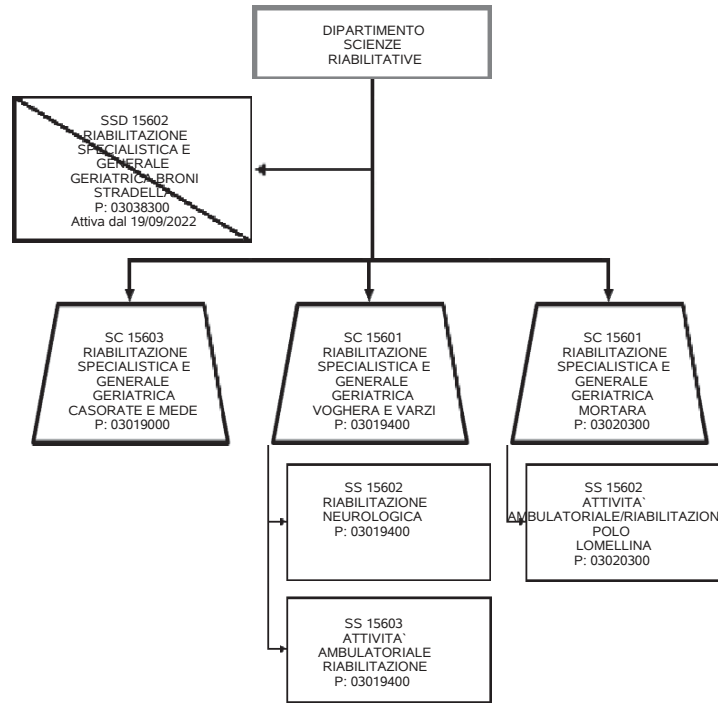 DIPARTIMENTO
SCIENZE
RIABILITATIVE
SSD 15602
RIABILITAZIONE
SPECIALISTICA E
GENERALE
GERIATRICA BRONI
STRADELLA
P: 03038300
Attiva dal 19/09/2022
SC 15603
RIABILITAZIONE
SPECIALISTICA E
GENERALE
GERIATRICA
CASORATE E MEDE
P: 03019000
SC 15601
RIABILITAZIONE
SPECIALISTICA E
GENERALE
GERIATRICA
VOGHERA E VARZI
P: 03019400
SC 15601
RIABILITAZIONE
SPECIALISTICA E
GENERALE
GERIATRICA
MORTARA
P: 03020300
SS 15602
RIABILITAZIONE
NEUROLOGICA
P: 03019400
SS 15602
ATTIVITA`
AMBULATORIALE/RIABILITAZION
POLO
LOMELLINA
P: 03020300
SS 15603
ATTIVITA`
AMBULATORIALE
RIABILITAZIONE
P: 03019400